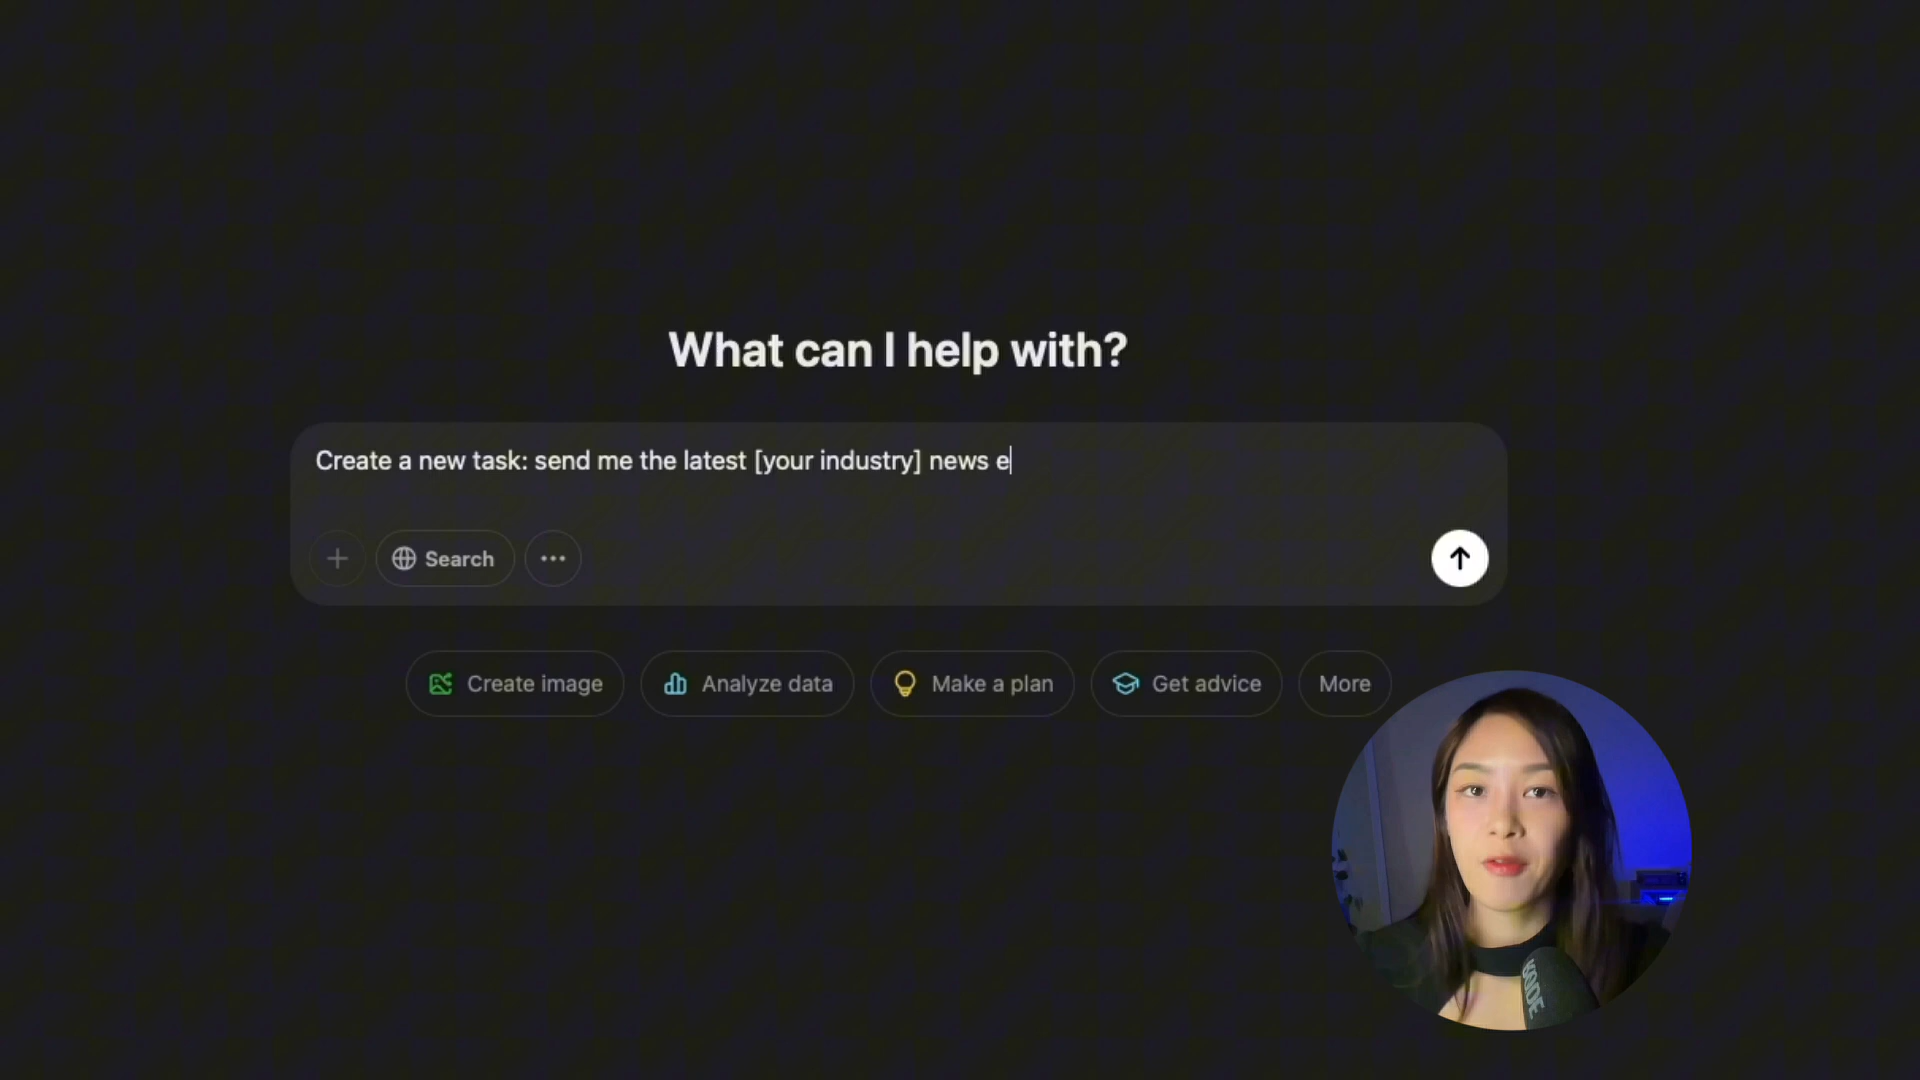 What can I help with?
Create a new task: send me the latest [your industry] news e
Search
Create image
Analyze data
Make a plan
Get advice
More
RODE